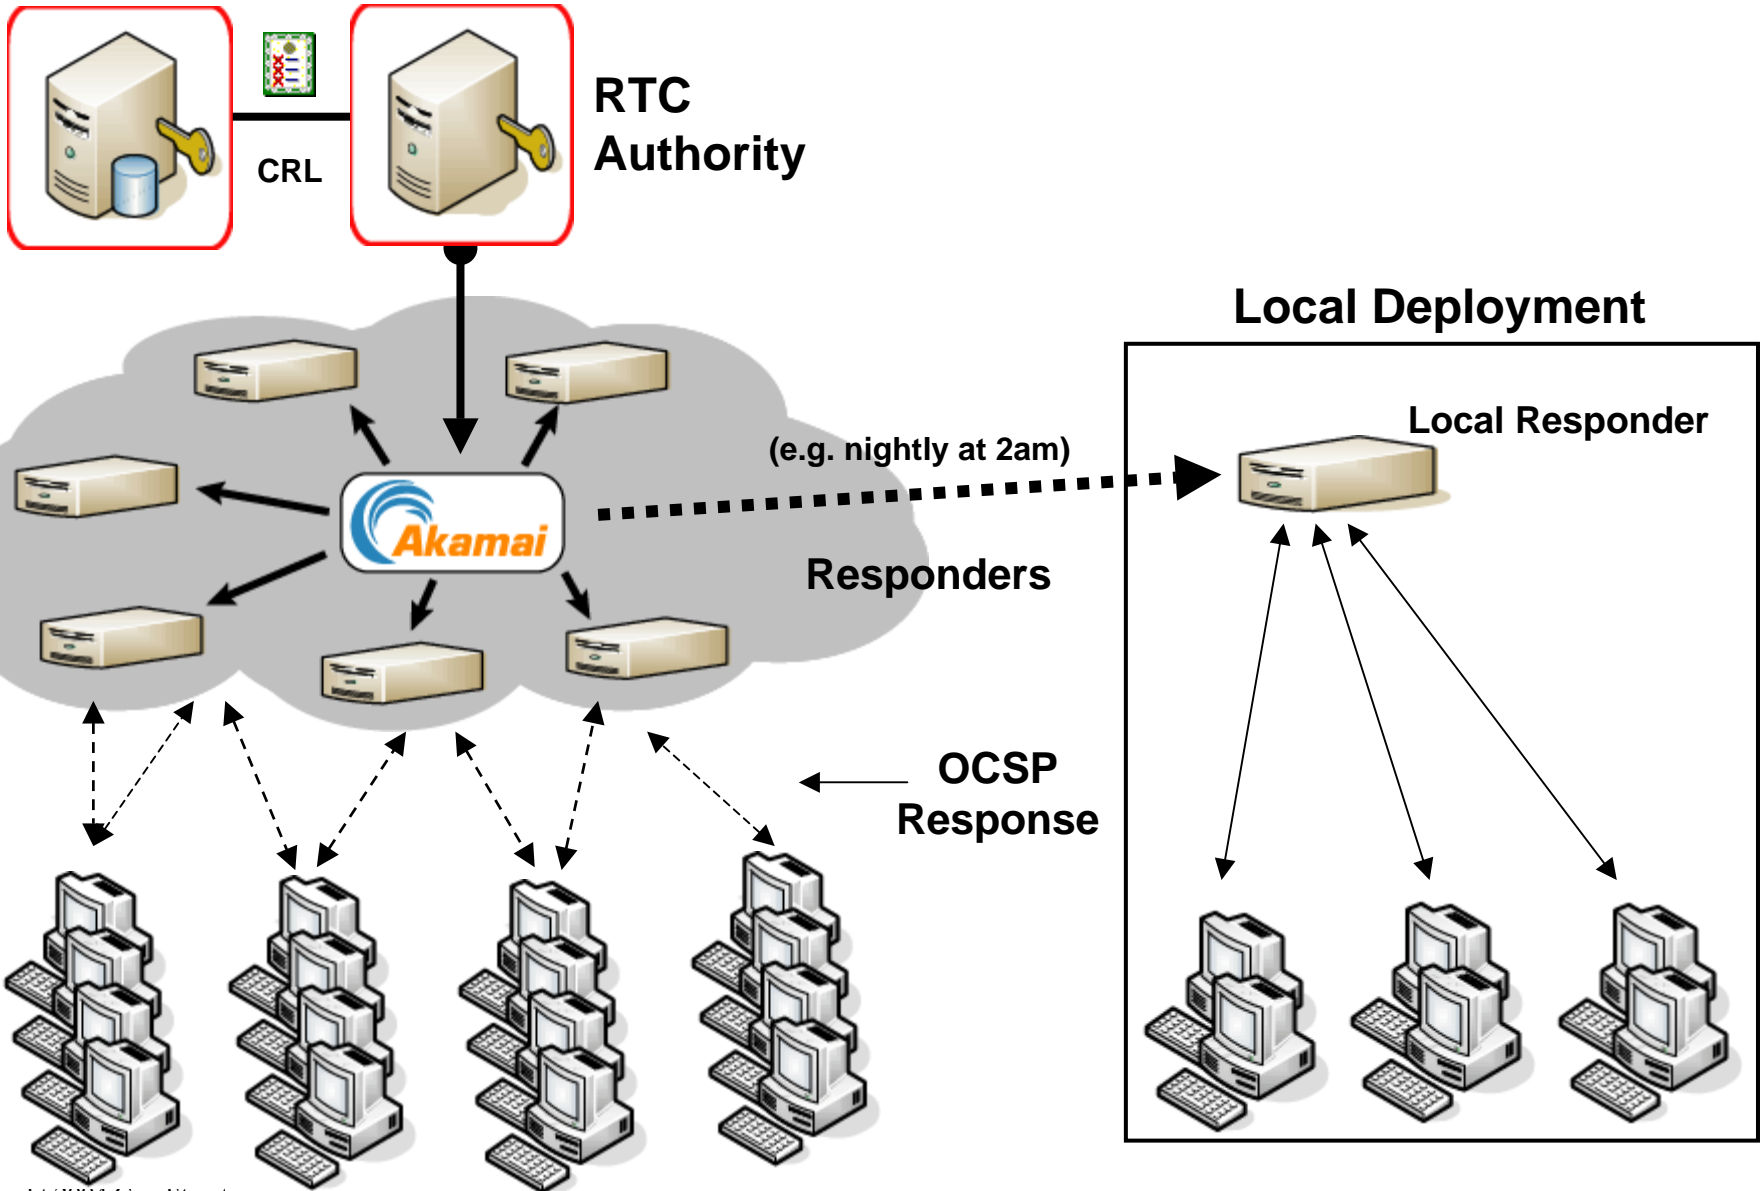 RTC
Authority
CRL
Local Deployment
Local Responder
(e.g. nightly at 2am)
Akamai
Responders
OCSP
Response